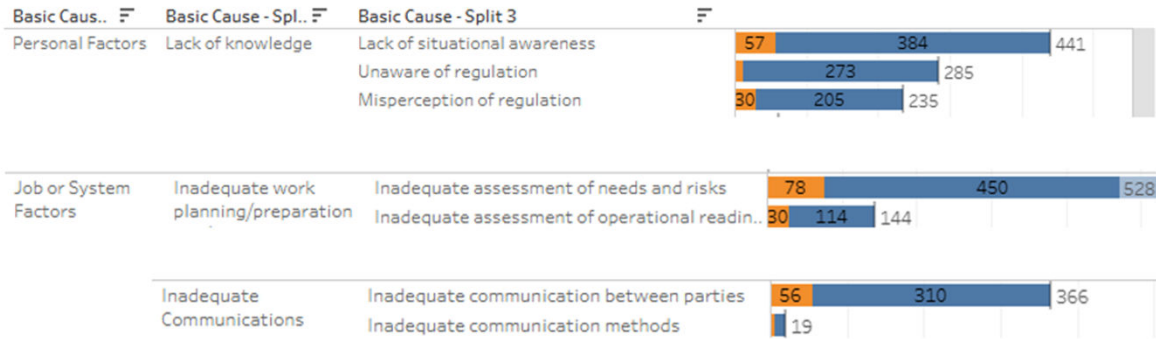 Basic Caus.. Basic Cause - Spl.. Basic Cause - Split 3
Personal Factors Lack of knowledge Lack of situational awareness 57 384 441
Unaware of regulation 273 285
Misperception of regulation 30 205 235
Job or System Factors Inadequate work planning/preparation Inadequate assessment of needs and risks 78 450 528
Inadequate assessment of operational readin.. 30 114 144
Inadequate Communications Inadequate communication between parties 56 310 366
Inadequate communication methods 19